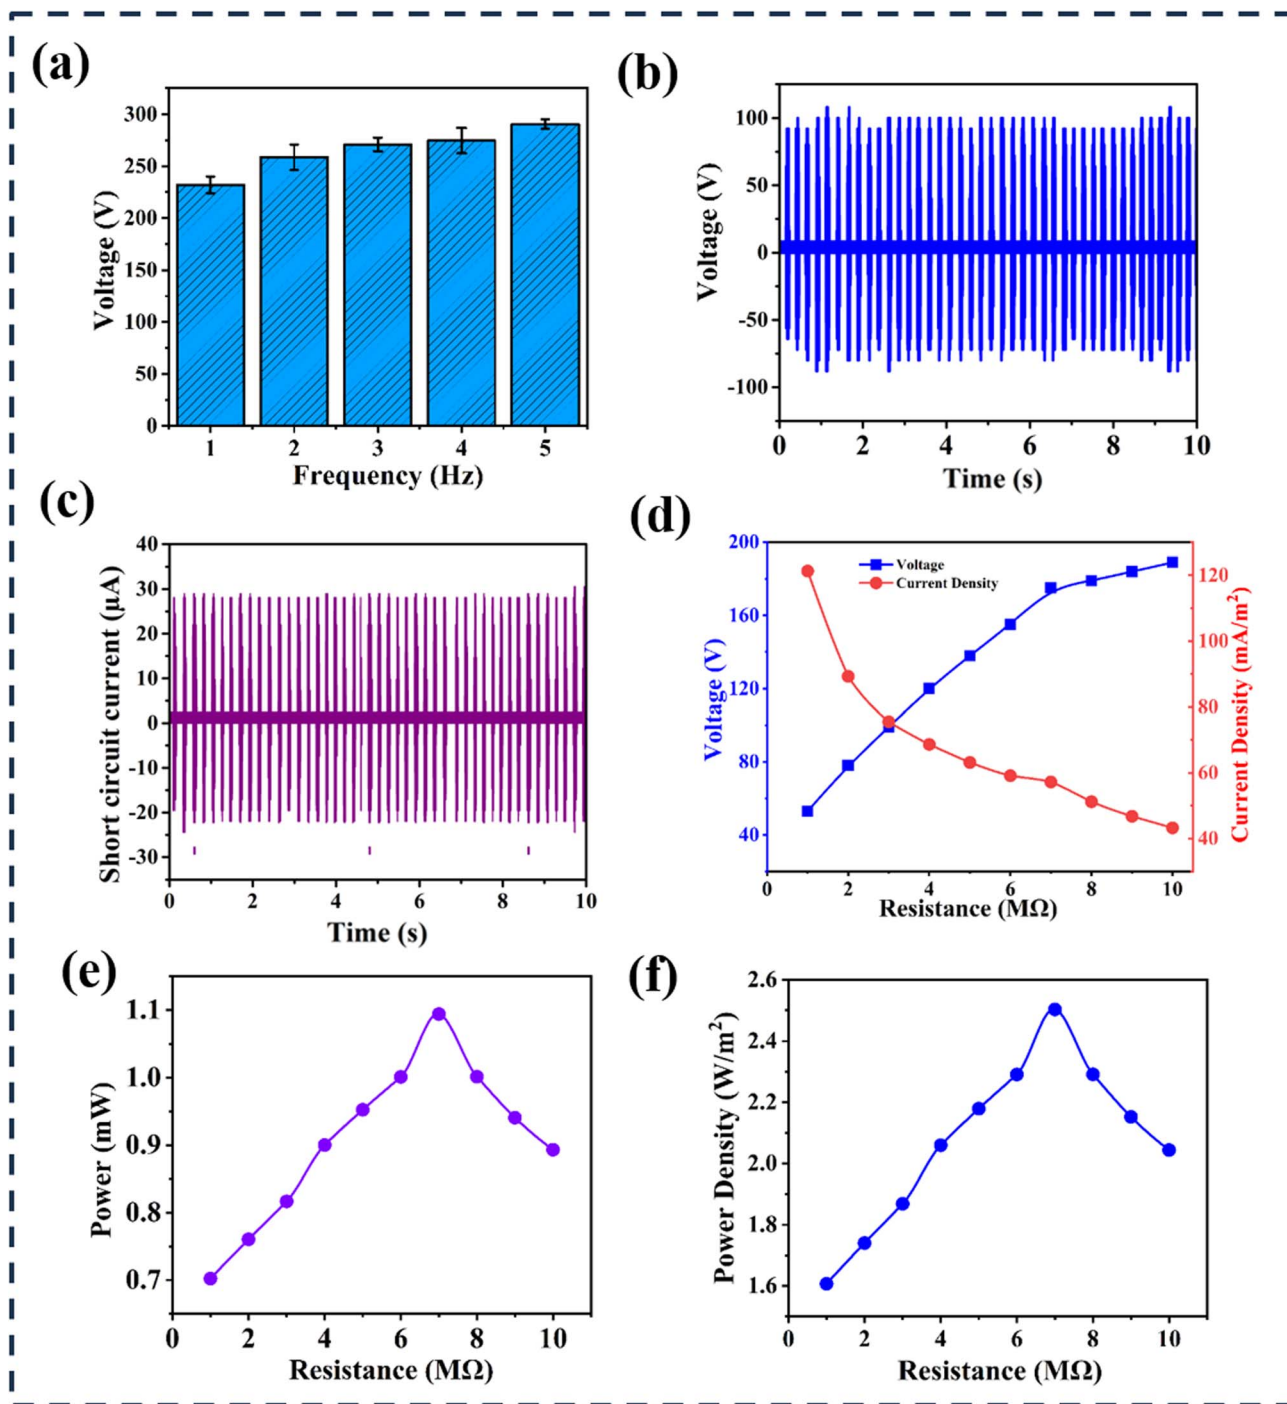 (a)
300
250
200
150
100
50
0
Voltage (V)
1 2 3 4 5
Frequency (Hz)
(b)
100
50
0
-50
-100
Voltage (V)
0 2 4 6 8 10
Time (s)
(c)
40
30
20
10
0
-10
-20
-30
Short circuit current (μA)
0 2 4 6 8 10
Time (s)
(d)
200
160
120
80
40
Voltage (V)
Voltage
Current Density
120
100
80
60
40
Current Density (mA/m²)
0 2 4 6 8 10
Resistance (MΩ)
(e)
1.1
1.0
0.9
0.8
0.7
Power (mW)
0 2 4 6 8 10
Resistance (MΩ)
(f)
2.6
2.4
2.2
2.0
1.8
1.6
Power Density (W/m²)
0 2 4 6 8 10
Resistance (MΩ)